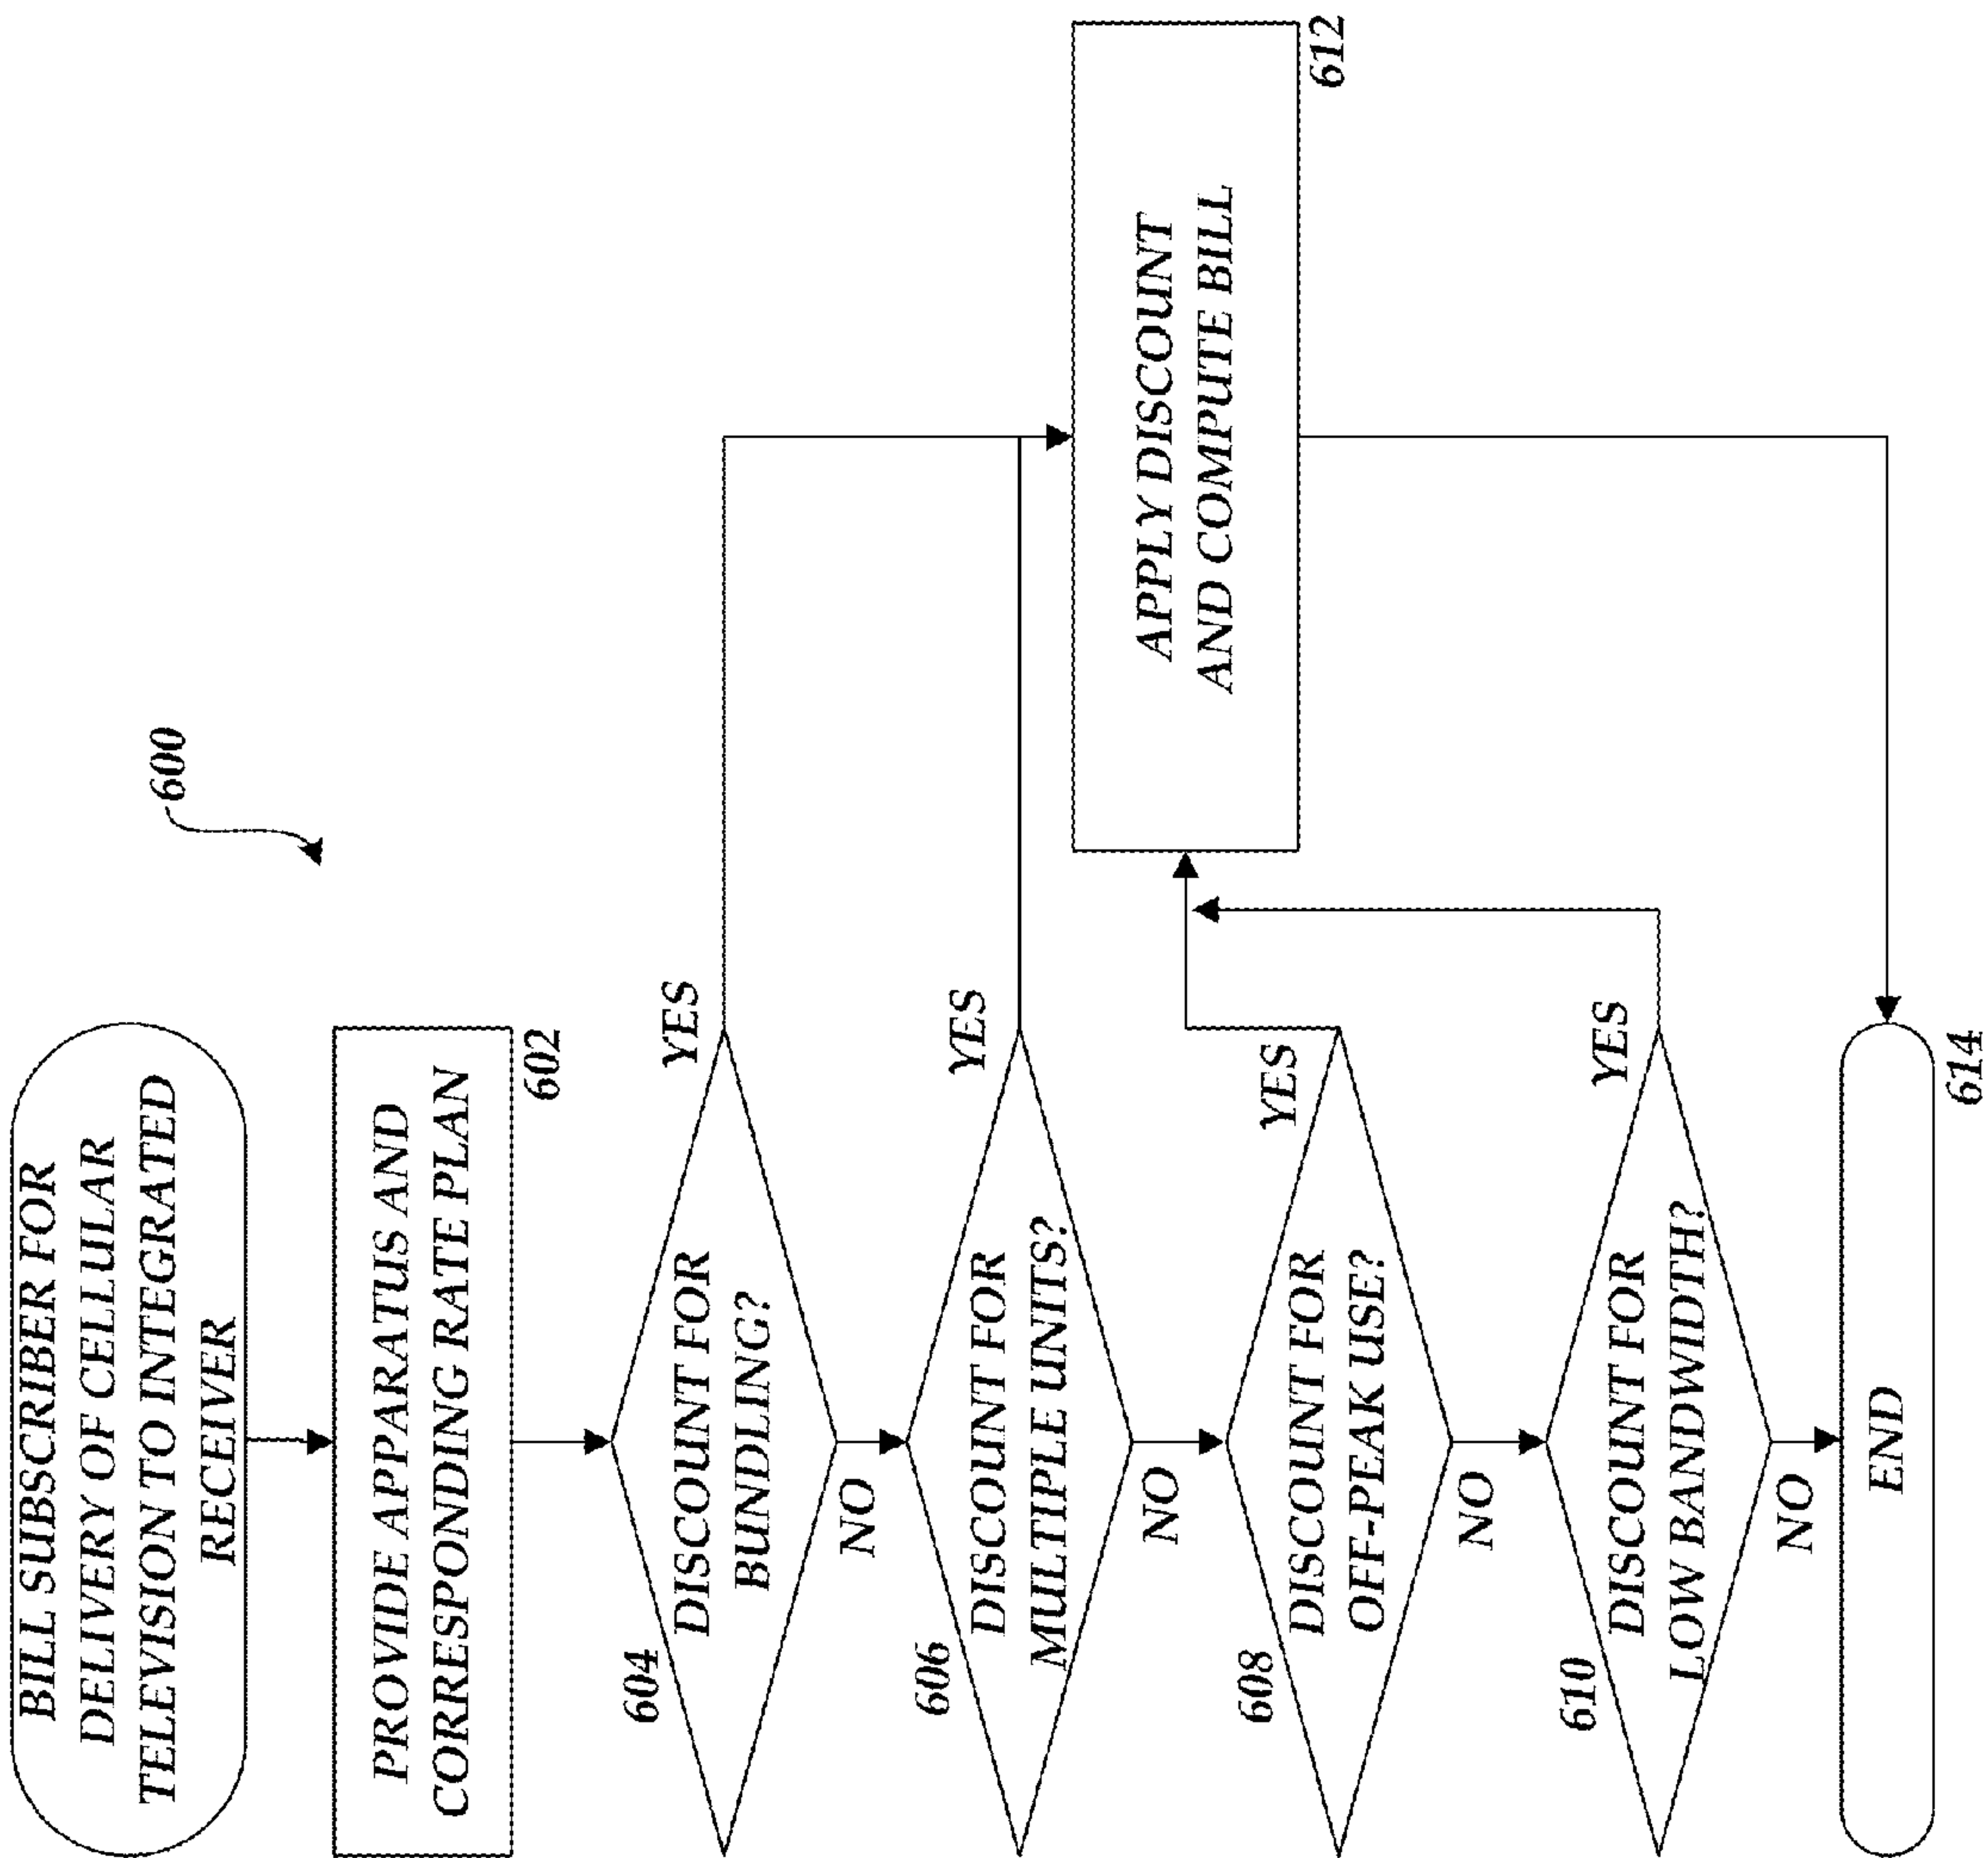 BILL SUBSCRIBER FOR
DELIVERY OF CELLULAR
TELEVISION TO INTEGRATED
RECEIVER
600
PROVIDE APPARATUS AND
CORRESPONDING RATE PLAN
602
604
DISCOUNT FOR
BUNDLING?
YES
NO
606
DISCOUNT FOR
MULTIPLE UNITS?
YES
NO
608
DISCOUNT FOR
OFF-PEAK USE?
YES
NO
610
DISCOUNT FOR
LOW BANDWIDTH?
YES
NO
APPLY DISCOUNT
AND COMPUTE BILL
612
END
614